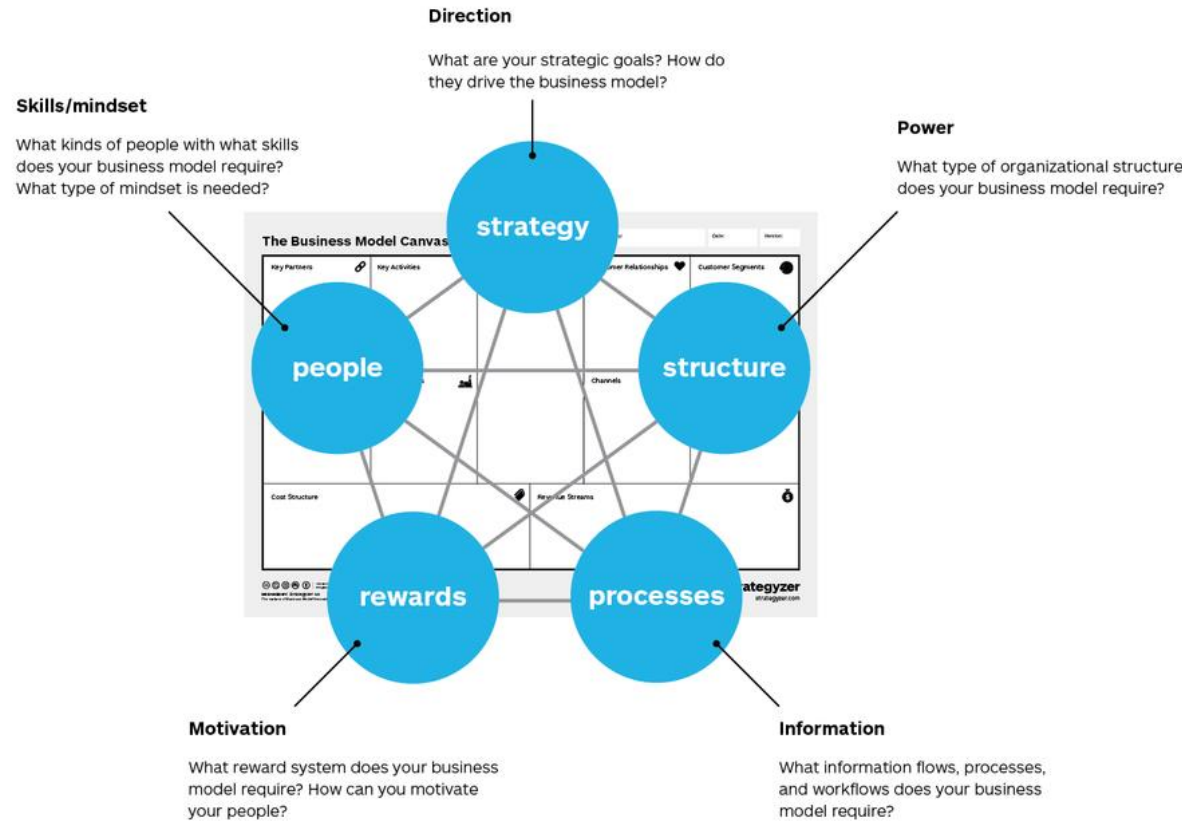 Direction
What are your strategic goals? How do
they drive the business model?
Skills/mindset
What kinds of people with what skills
does your business model require?
What type of mindset is needed?
Power
What type of organizational structure
does your business model require?
strategy
The Business Model Canvas
Date:
Version:
Key Partners
Key Activities
Customer Segments
people
structure
Channels
Cost Structure
Revenue Streams
rewards
processes
strategyzer.com
Motivation
What reward system does your business
model require? How can you motivate
your people?
Information
What information flows, processes,
and workflows does your business
model require?